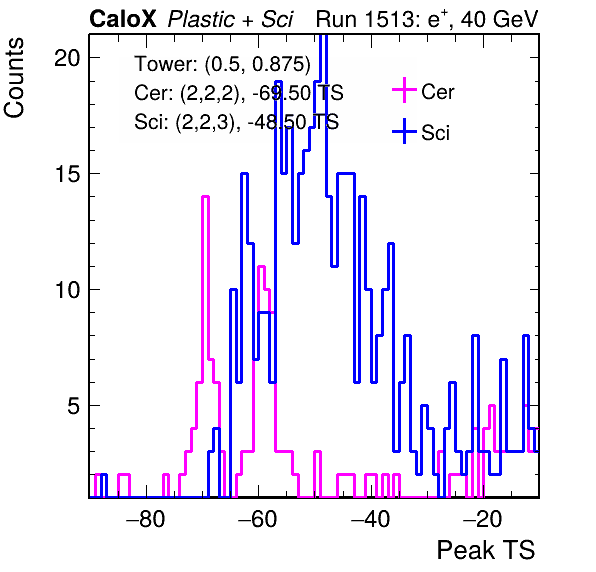 CaloX Plastic + Sci Run 1513: e+, 40 GeV
Counts
Tower: (0.5, 0.875)
Cer: (2,2,2), -69.50 TS
Sci: (2,2,3), -48.50 TS
Cer
Sci
20
15
10
5
−80 −60 −40 −20
Peak TS